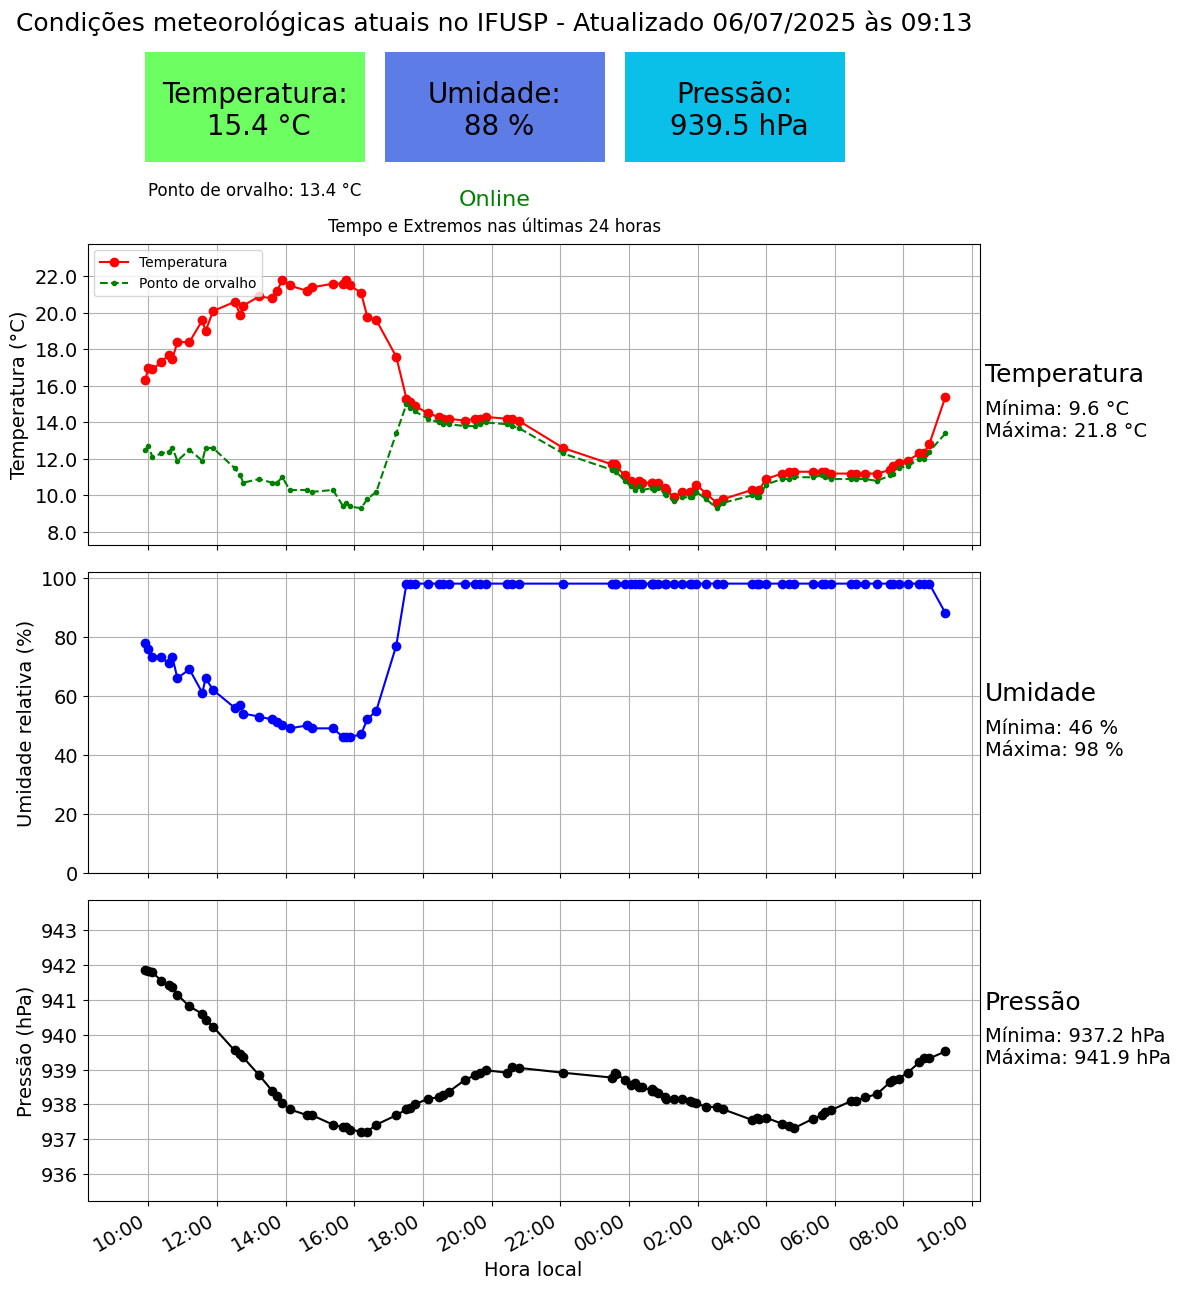 Condições meteorológicas atuais no IFUSP - Atualizado 06/07/2025 às 09:13
Temperatura:
15.4 °C
Umidade:
88 %
Pressão:
939.5 hPa
Ponto de orvalho: 13.4 °C
Online
Tempo e Extremos nas últimas 24 horas
Temperatura
Ponto de orvalho
22.0
20.0
18.0
16.0
14.0
12.0
10.0
8.0
Temperatura (°C)
Temperatura
Mínima: 9.6 °C
Máxima: 21.8 °C
100
80
60
40
20
0
Umidade relativa (%)
Umidade
Mínima: 46 %
Máxima: 98 %
943
942
941
940
939
938
937
936
Pressão (hPa)
Pressão
Mínima: 937.2 hPa
Máxima: 941.9 hPa
10:00
12:00
14:00
16:00
18:00
20:00
22:00
00:00
02:00
04:00
06:00
08:00
10:00
Hora local